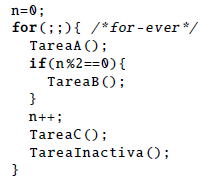 n=0;
for(;;){ /*for-ever*/
TareaA();
if(n%2==0){
TareaB();
}
n++;
TareaC();
TareaInactiva();
}